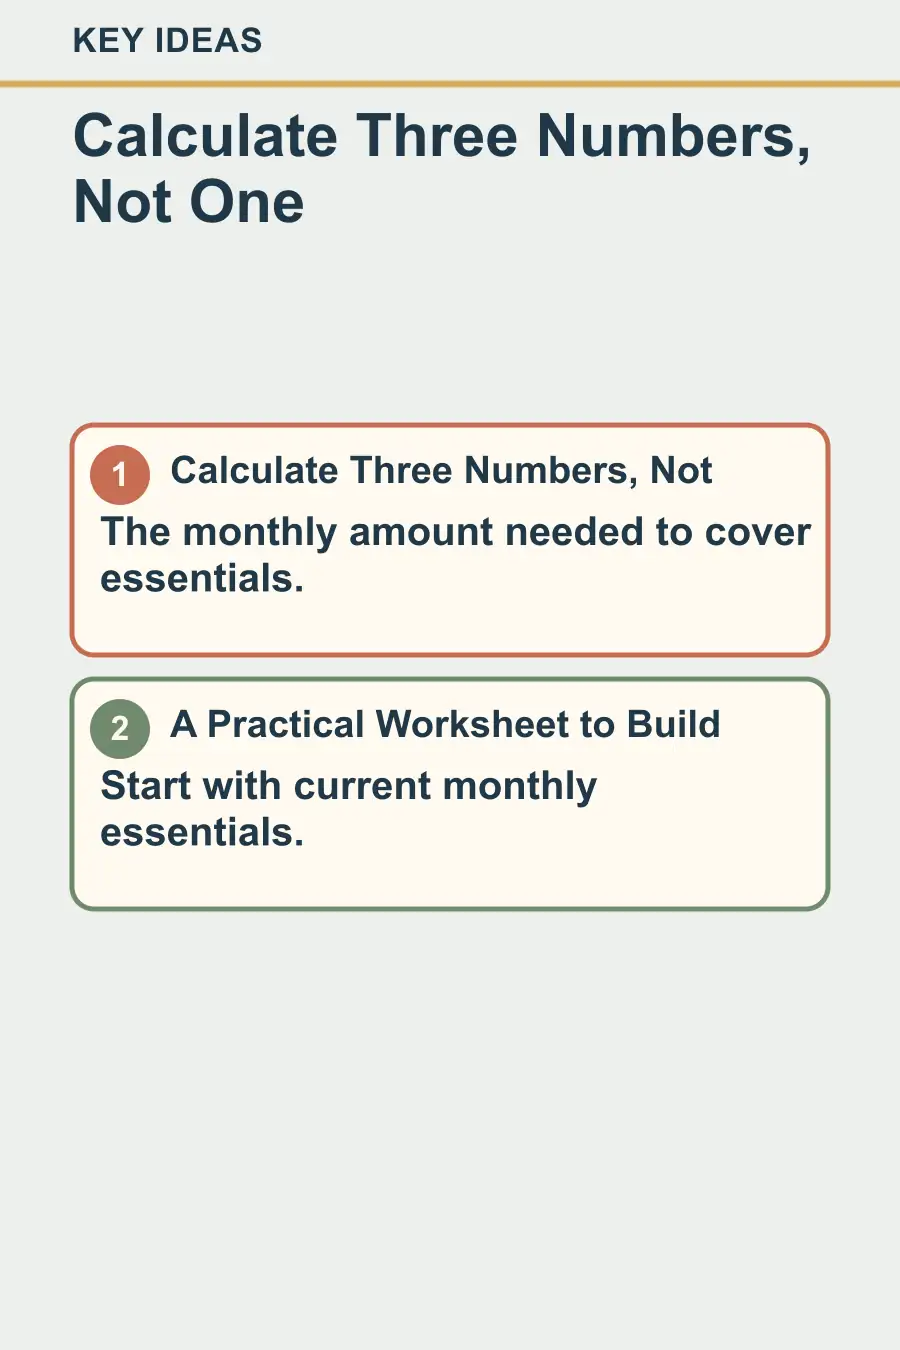 KEY IDEAS
Calculate Three Numbers,
Not One
1 Calculate Three Numbers, Not
The monthly amount needed to cover
essentials.
2 A Practical Worksheet to Build
Start with current monthly
essentials.